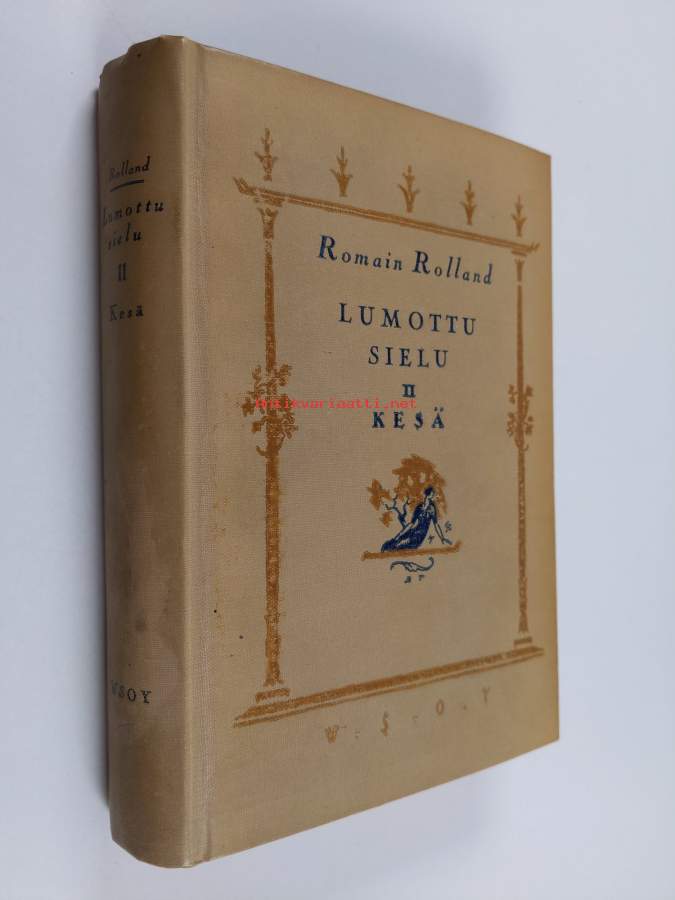 Rolland
Lumottu
sielu
II
Kesä
WSOY
Romain Rolland
LUMOTTU
SIELU
II
KESÄ
antikvariaatti.net
W·S·O·Y